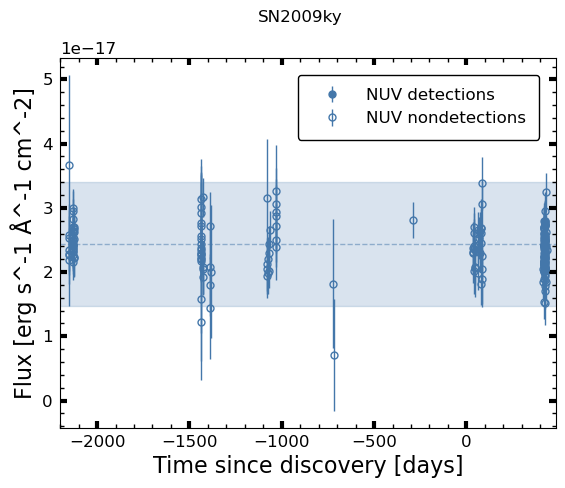 SN2009ky
1e−17
Flux [erg s^-1 Å^-1 cm^-2]
5
4
3
2
1
0
NUV detections
NUV nondetections
−2000
−1500
−1000
−500
0
Time since discovery [days]